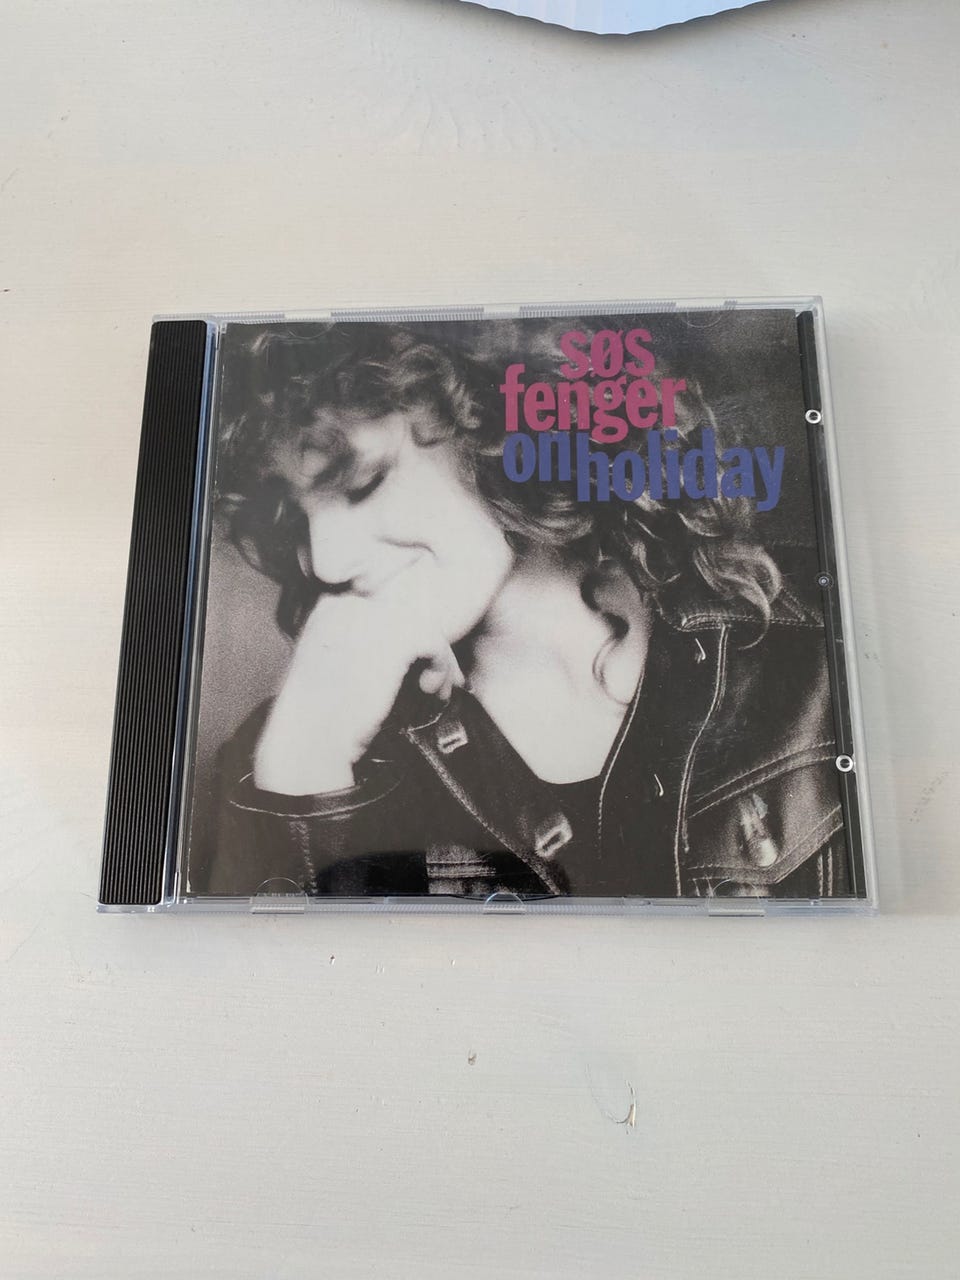 søs
fenger
on holiday